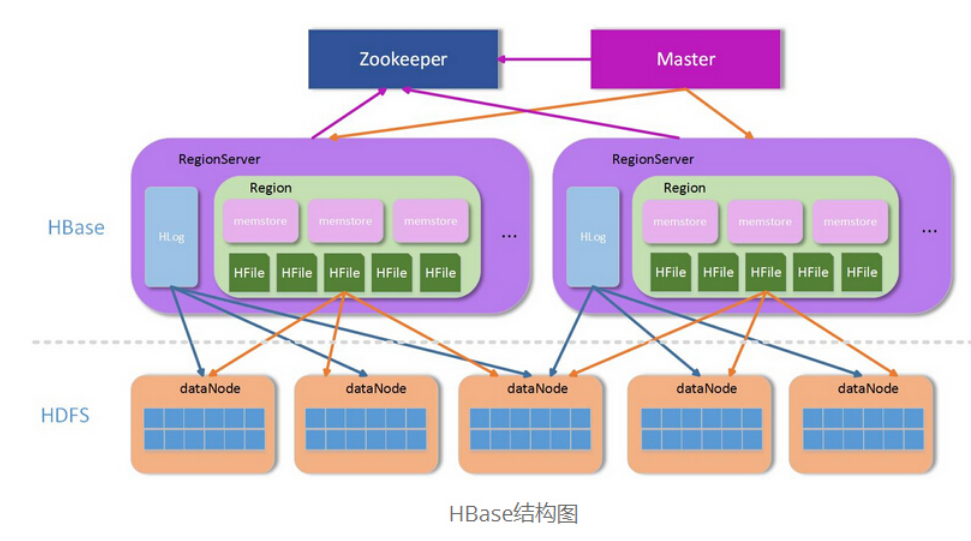 Zookeeper
Master
RegionServer
RegionServer
Region
Region
HBase
HLog
memstore
memstore
memstore
...
HLog
memstore
memstore
memstore
...
HFile
HFile
HFile
HFile
HFile
HFile
HFile
HFile
HFile
HFile
HDFS
dataNode
dataNode
dataNode
dataNode
dataNode
HBase结构图